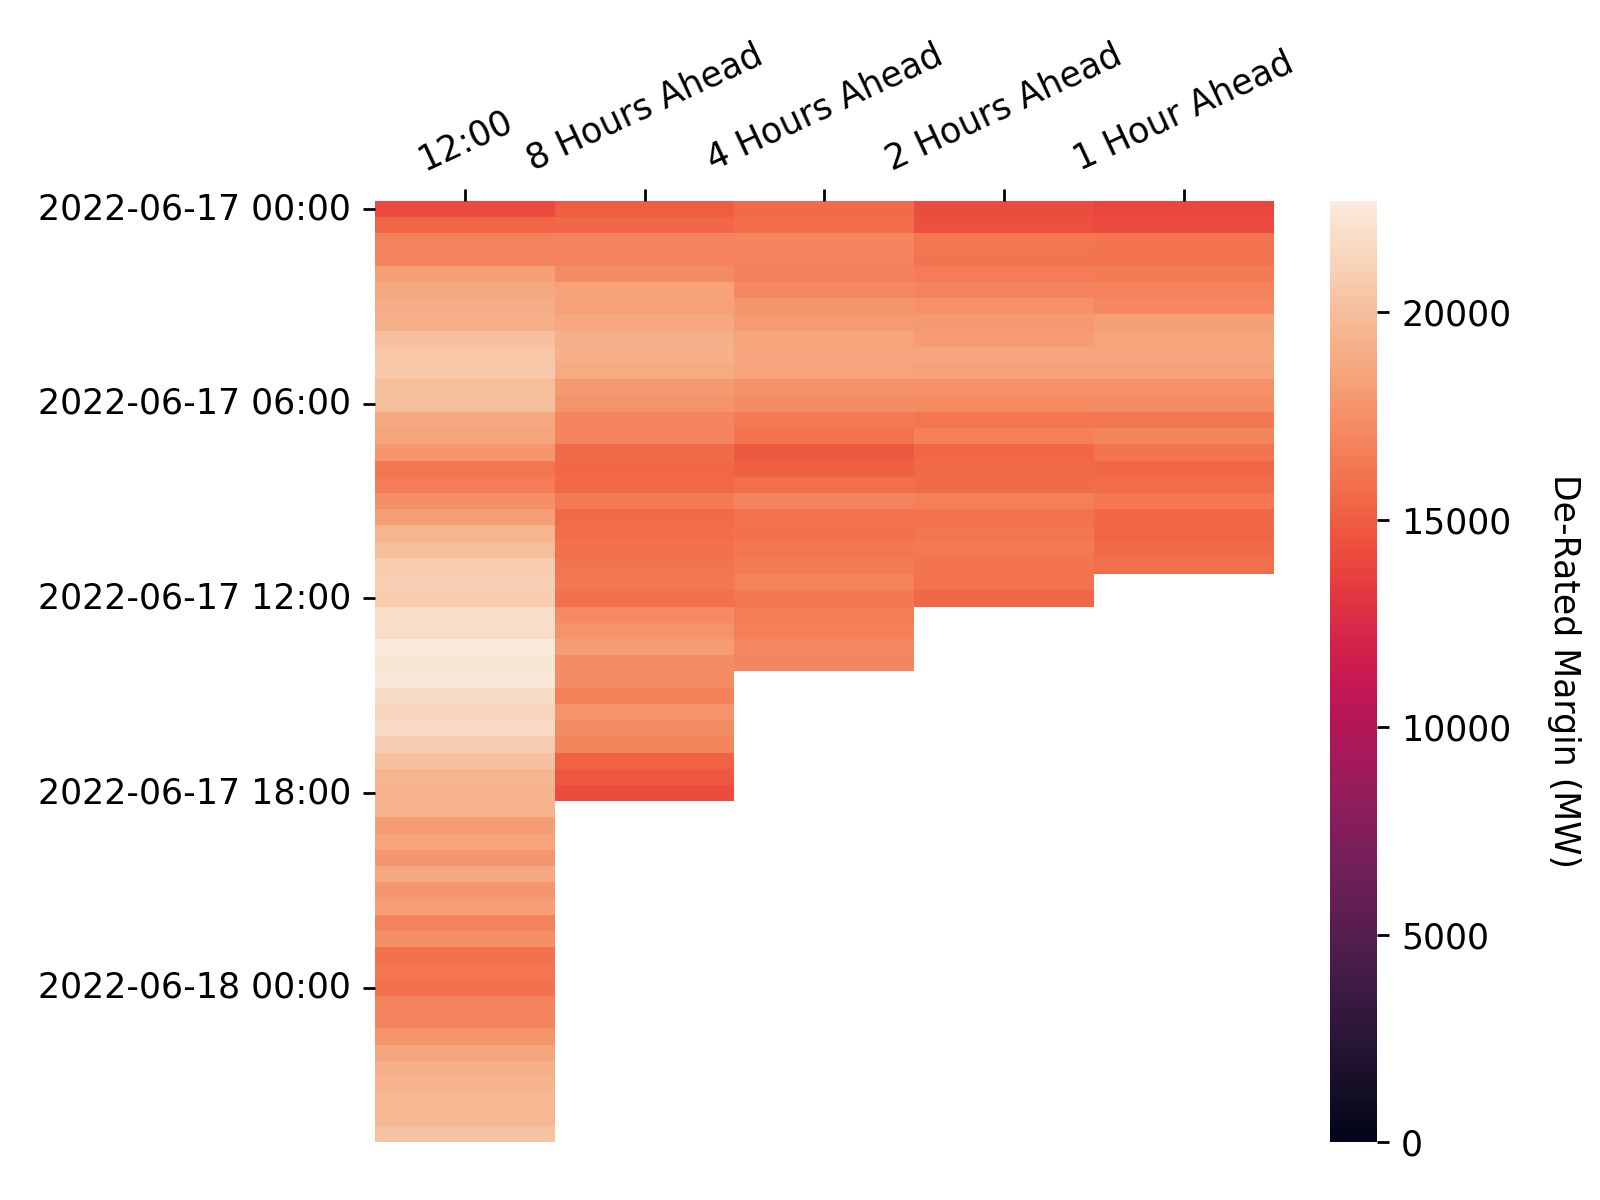 12:00
8 Hours Ahead
4 Hours Ahead
2 Hours Ahead
1 Hour Ahead
2022-06-17 00:00
2022-06-17 06:00
2022-06-17 12:00
2022-06-17 18:00
2022-06-18 00:00
20000
15000
10000
5000
0
De-Rated Margin (MW)